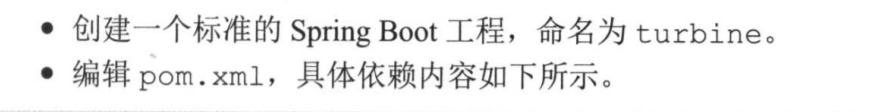 • 创建一个标准的 Spring Boot 工程，命名为 turbine。
• 编辑 pom.xml，具体依赖内容如下所示。